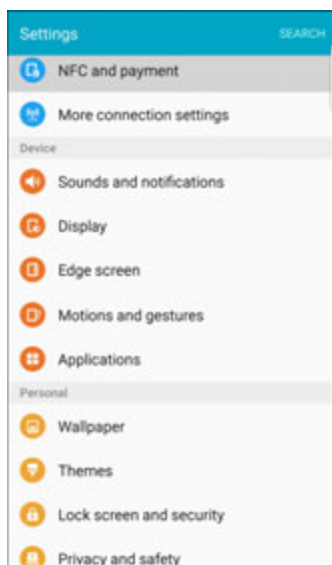 Settings
SEARCH
NFC and payment
More connection settings
Device
Sounds and notifications
Display
Edge screen
Motions and gestures
Applications
Personal
Wallpaper
Themes
Lock screen and security
Privacy and safety